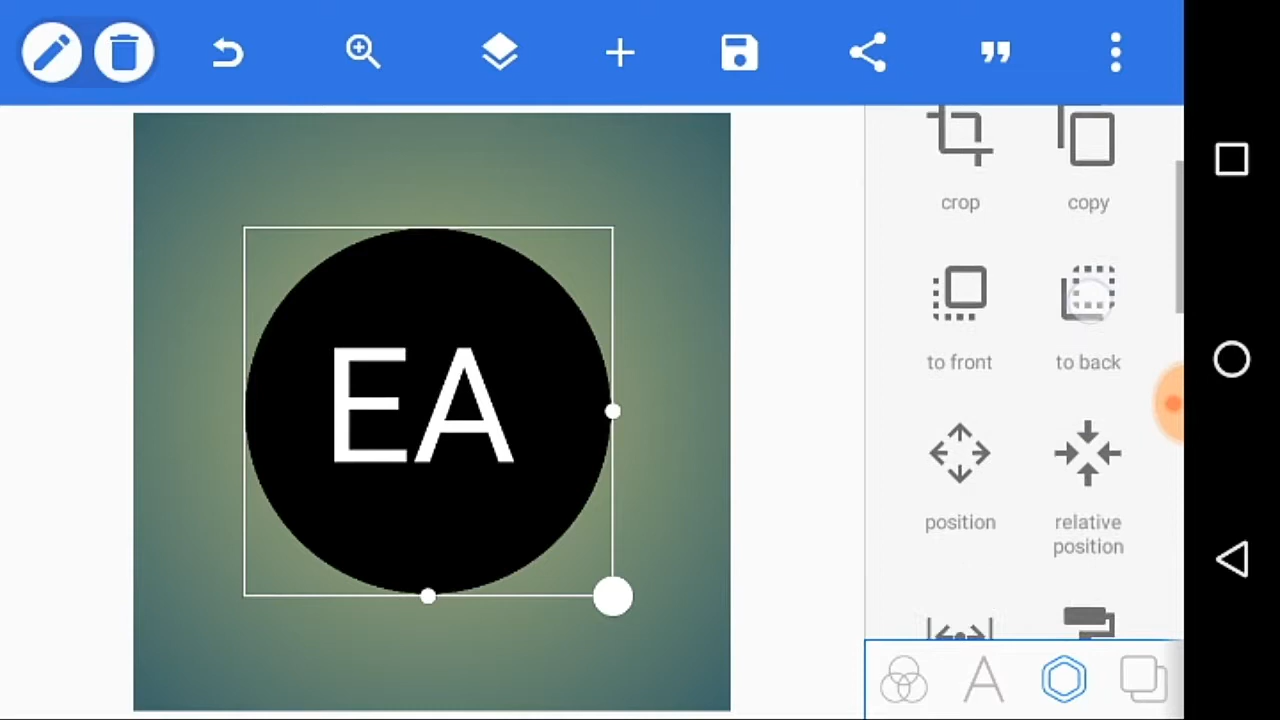 EA
crop
copy
to front
to back
position
relative
position